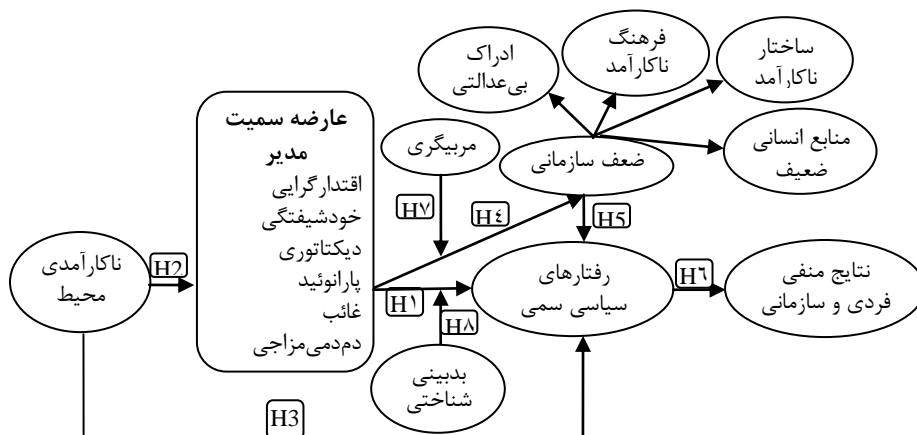 ادراک
بی‌عدالتی
فرهنگ
ناکارآمد
ساختار
ناکارآمد
عارضه سمیت
مدیر
اقتدارگرایی
خودشیفتگی
دیکتاتوری
پارانوئید
غائب
دم‌دمی‌مزاجی
مربیگری
ضعف سازمانی
منابع انسانی
ضعیف
H۷
H٤
H5
ناکارآمدی
محیط
H2
H۱
رفتارهای
سیاسی سمی
H٦
نتایج منفی
فردی و سازمانی
H۸
بدبینی
شناختی
H3